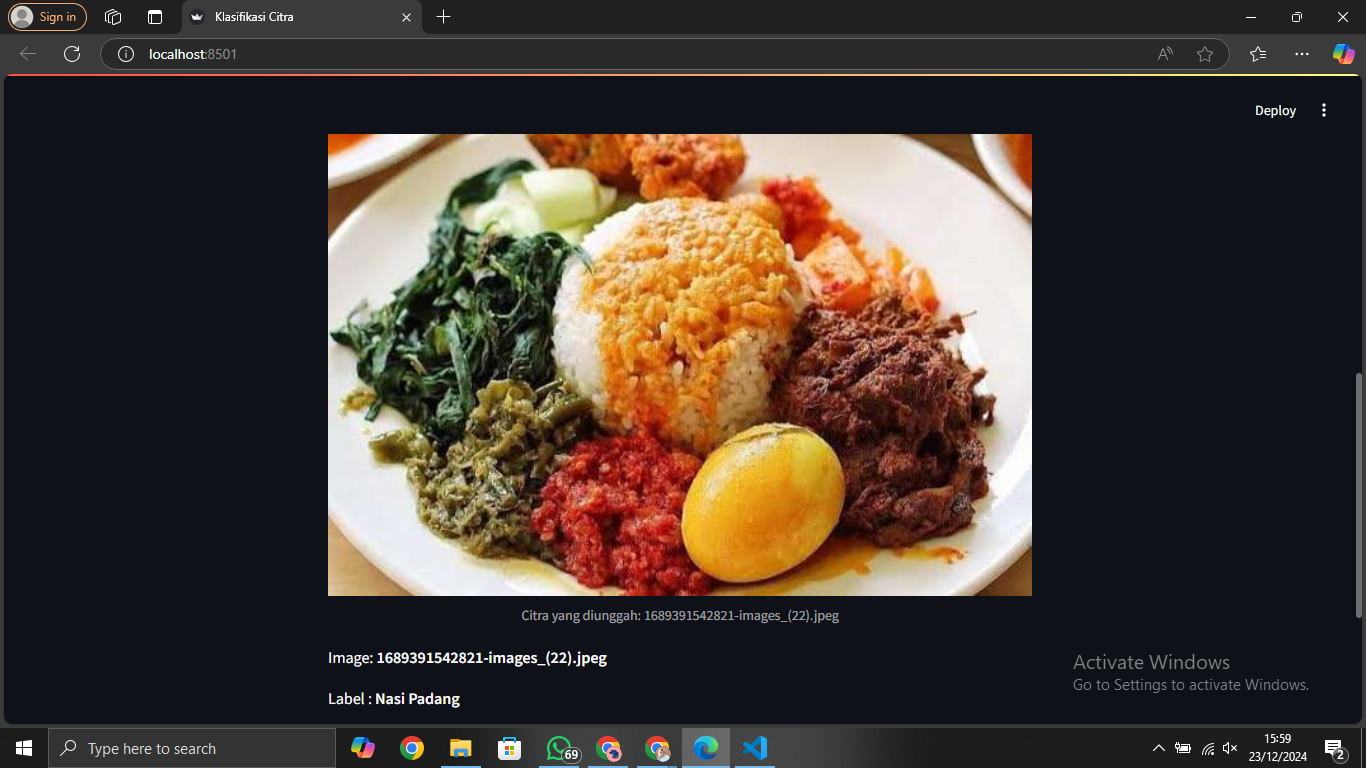 Sign in
Klasifikasi Citra
localhost:8501
Deploy
Citra yang diunggah: 1689391542821-images_(22).jpeg
Image: 1689391542821-images_(22).jpeg
Label : Nasi Padang
Activate Windows
Go to Settings to activate Windows.
Type here to search
69
15:59
23/12/2024
2